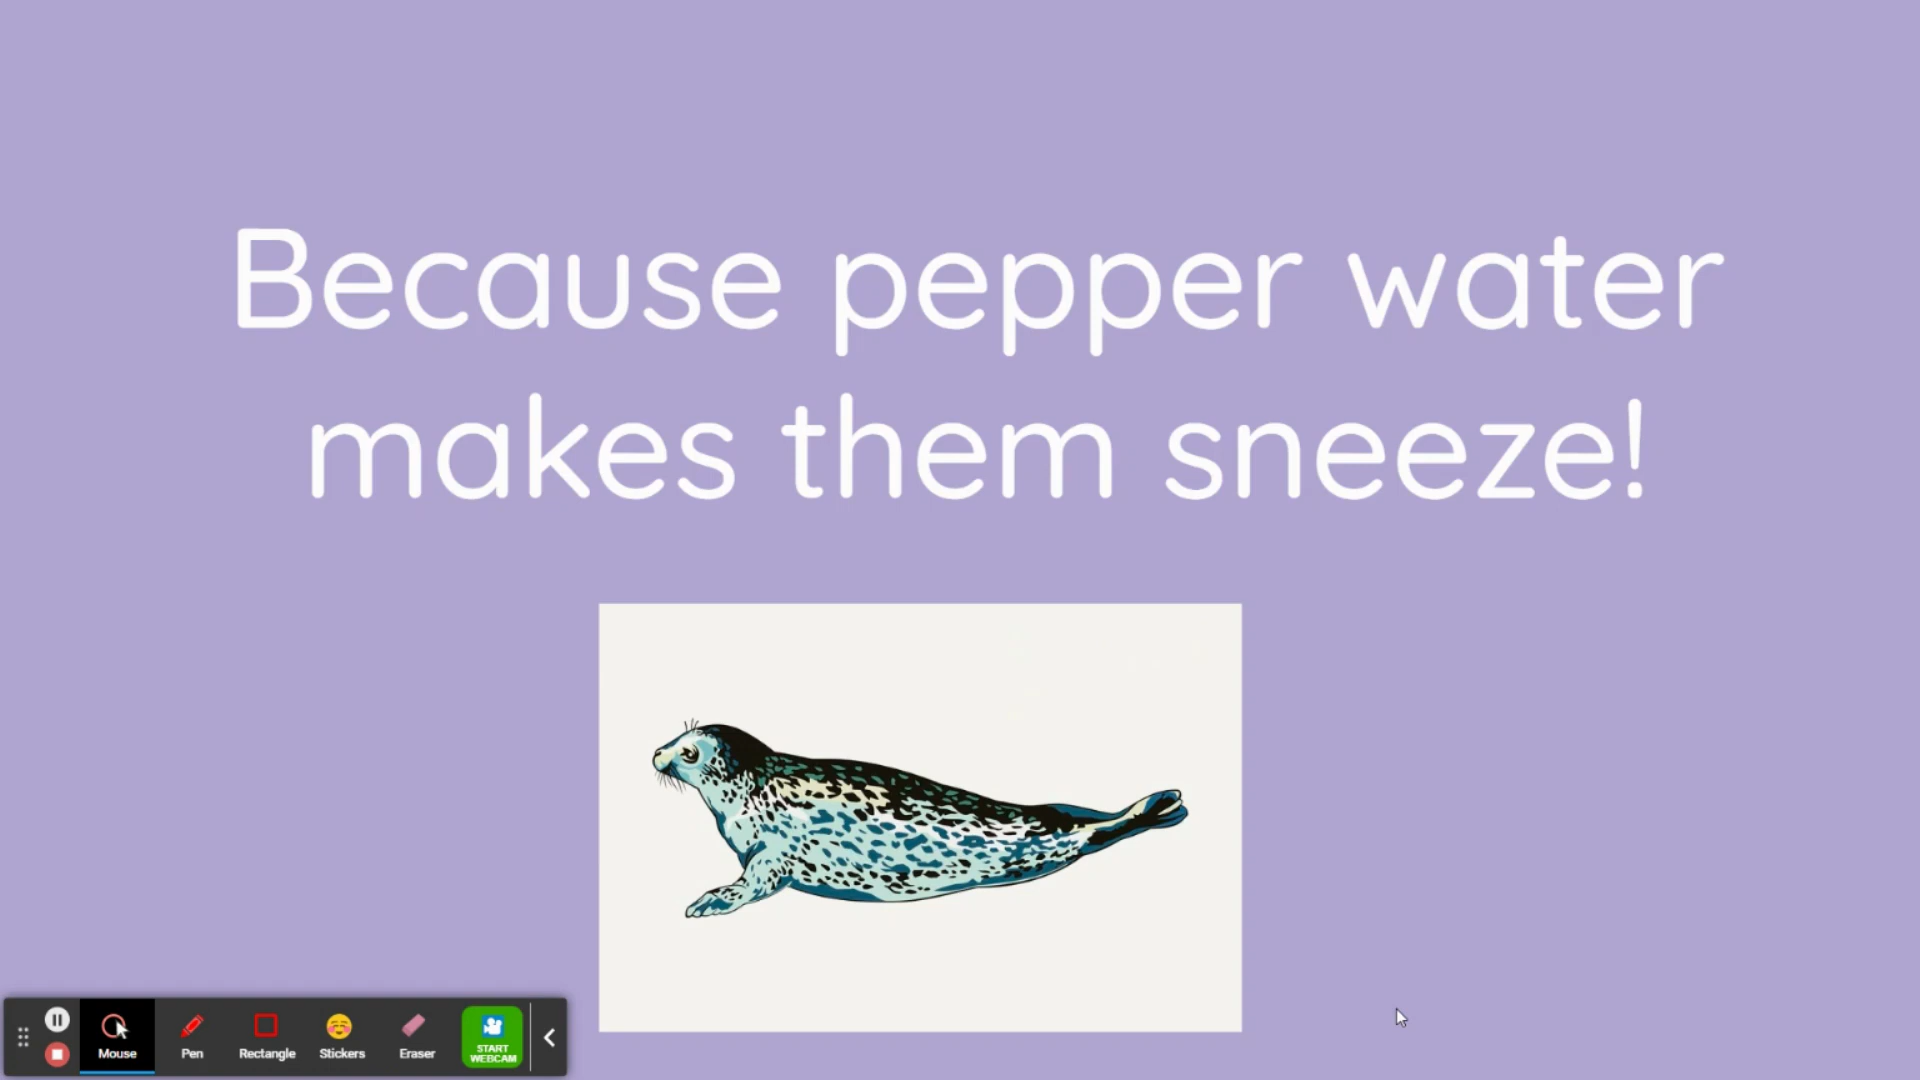 Because pepper water
makes them sneeze!
Mouse
Pen
Rectangle
Stickers
Eraser
START
WEBCAM